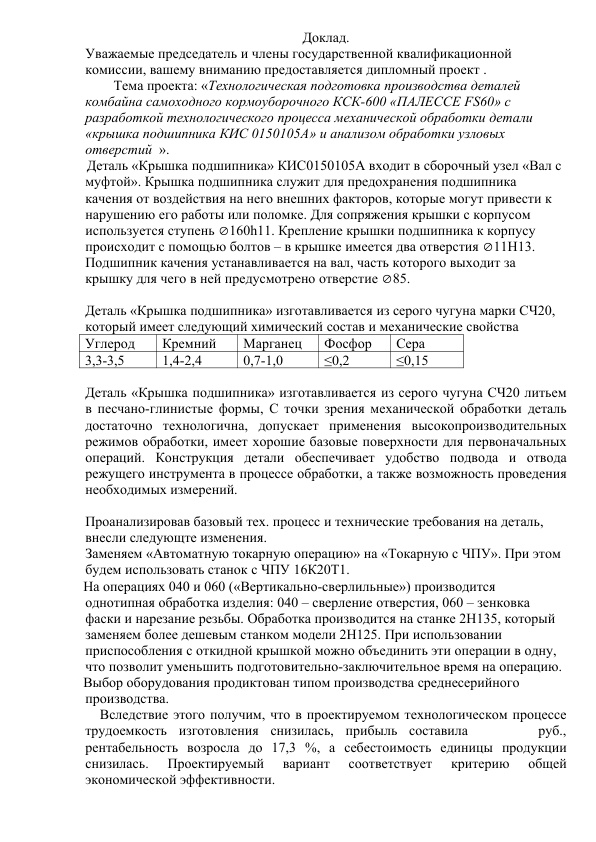 Доклад.
Уважаемые председатель и члены государственной квалификационной
комиссии, вашему вниманию предоставляется дипломный проект .
Тема проекта: «Технологическая подготовка производства деталей
комбайна самоходного кормоуборочного КСК-600 «ПАЛЕССЕ FS60» с
разработкой технологического процесса механической обработки детали
«крышка подшипника КИС 0150105А» и анализом обработки узловых
отверстий ».
Деталь «Крышка подшипника» КИС0150105А входит в сборочный узел «Вал с
муфтой». Крышка подшипника служит для предохранения подшипника
качения от воздействия на него внешних факторов, которые могут привести к
нарушению его работы или поломке. Для сопряжения крышки с корпусом
используется ступень ∅160h11. Крепление крышки подшипника к корпусу
происходит с помощью болтов – в крышке имеется два отверстия ∅11Н13.
Подшипник качения устанавливается на вал, часть которого выходит за
крышку для чего в ней предусмотрено отверстие ∅85.
Деталь «Крышка подшипника» изготавливается из серого чугуна марки СЧ20,
который имеет следующий химический состав и механические свойства
Углерод Кремний Марганец Фосфор Сера
3,3-3,5 1,4-2,4 0,7-1,0 ≤0,2 ≤0,15
Деталь «Крышка подшипника» изготавливается из серого чугуна СЧ20 литьем
в песчано-глинистые формы, С точки зрения механической обработки деталь
достаточно технологична, допускает применения высокопроизводительных
режимов обработки, имеет хорошие базовые поверхности для первоначальных
операций. Конструкция детали обеспечивает удобство подвода и отвода
режущего инструмента в процессе обработки, а также возможность проведения
необходимых измерений.
Проанализировав базовый тех. процесс и технические требования на деталь,
внесли следующте изменения.
Заменяем «Автоматную токарную операцию» на «Токарную с ЧПУ». При этом
будем использовать станок с ЧПУ 16К20Т1.
На операциях 040 и 060 («Вертикально-сверлильные») производится
однотипная обработка изделия: 040 – сверление отверстия, 060 – зенковка
фаски и нарезание резьбы. Обработка производится на станке 2Н135, который
заменяем более дешевым станком модели 2Н125. При использовании
приспособления с откидной крышкой можно объединить эти операции в одну,
что позволит уменьшить подготовительно-заключительное время на операцию.
Выбор оборудования продиктован типом производства среднесерийного
производства.
Вследствие этого получим, что в проектируемом технологическом процессе
трудоемкость изготовления снизилась, прибыль составила руб.,
рентабельность возросла до 17,3 %, а себестоимость единицы продукции
снизилась. Проектируемый вариант соответствует критерию общей
экономической эффективности.